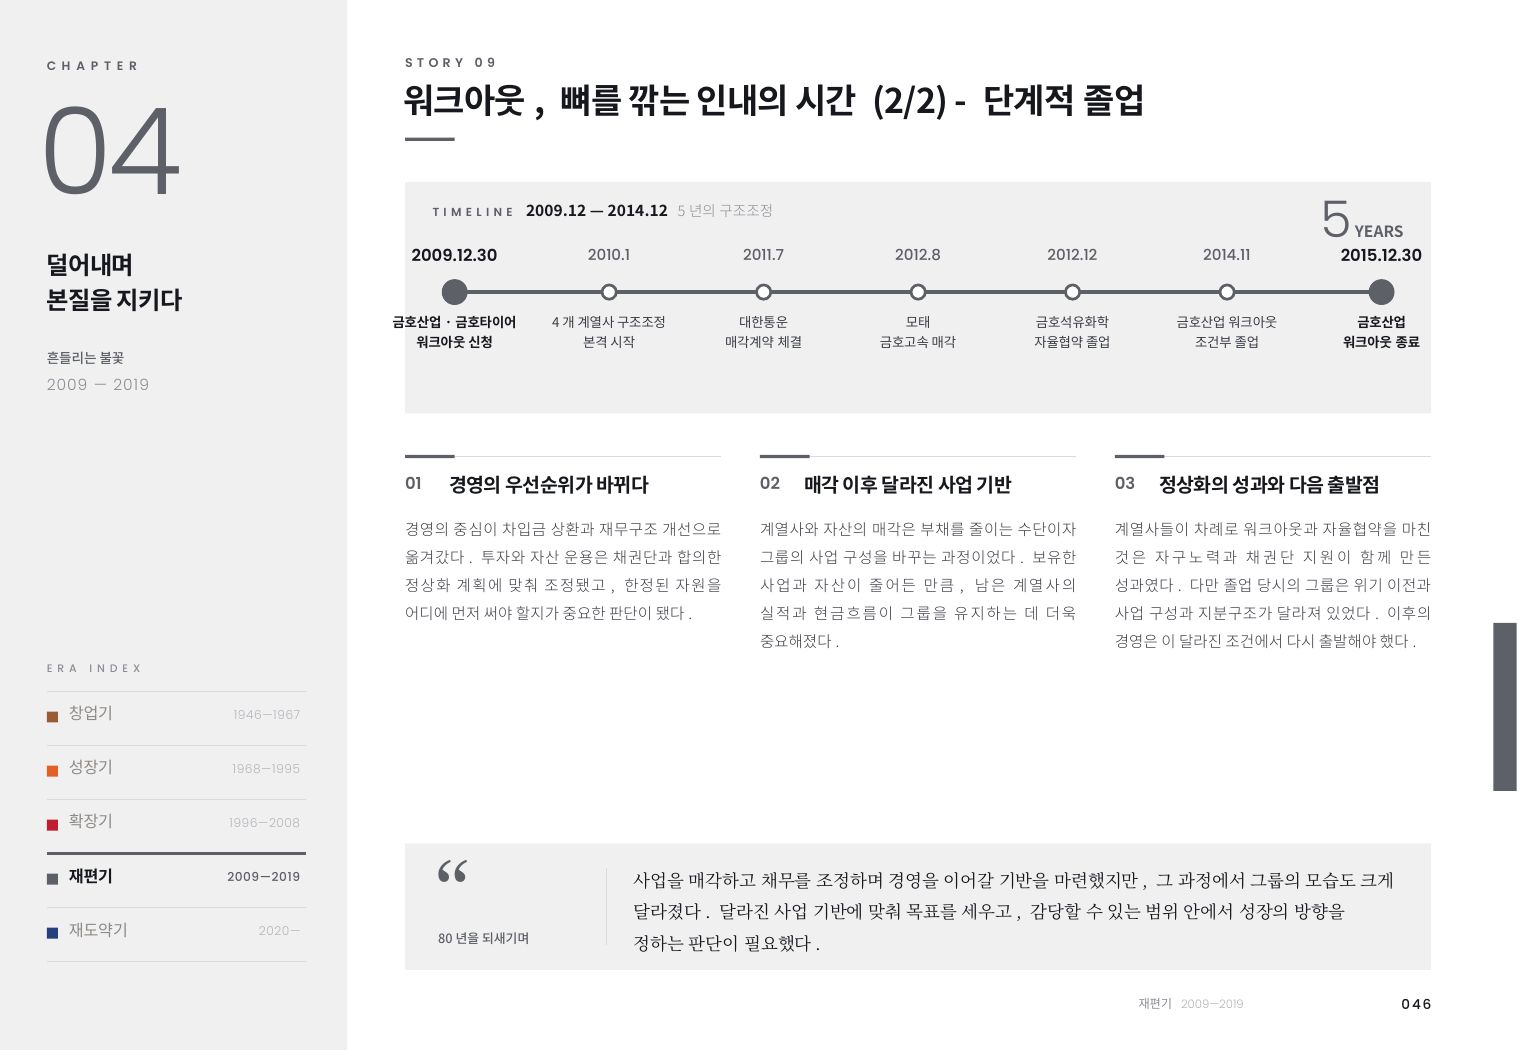 CHAPTER
04
덜어내며
본질을 지키다
흔들리는 불꽃
2009 — 2019
ERA INDEX
창업기 1946—1967
성장기 1968—1995
확장기 1996—2008
재편기 2009—2019
재도약기 2020—
STORY 09
워크아웃 , 뼈를 깎는 인내의 시간 (2/2) - 단계적 졸업
TIMELINE 2009.12 — 2014.12 5 년의 구조조정
5 YEARS
2009.12.30 2010.1 2011.7 2012.8 2012.12 2014.11 2015.12.30
금호산업 · 금호타이어 4 개 계열사 구조조정 대한통운 모태 금호석유화학 금호산업 워크아웃 금호산업
워크아웃 신청 본격 시작 매각계약 체결 금호고속 매각 자율협약 졸업 조건부 졸업 워크아웃 종료
01 경영의 우선순위가 바뀌다
경영의 중심이 차입금 상환과 재무구조 개선으로
옮겨갔다 . 투자와 자산 운용은 채권단과 합의한
정상화 계획에 맞춰 조정됐고 , 한정된 자원을
어디에 먼저 써야 할지가 중요한 판단이 됐다 .
02 매각 이후 달라진 사업 기반
계열사와 자산의 매각은 부채를 줄이는 수단이자
그룹의 사업 구성을 바꾸는 과정이었다 . 보유한
사업과 자산이 줄어든 만큼 , 남은 계열사의
실적과 현금흐름이 그룹을 유지하는 데 더욱
중요해졌다 .
03 정상화의 성과와 다음 출발점
계열사들이 차례로 워크아웃과 자율협약을 마친
것은 자구노력과 채권단 지원이 함께 만든
성과였다 . 다만 졸업 당시의 그룹은 위기 이전과
사업 구성과 지분구조가 달라져 있었다 . 이후의
경영은 이 달라진 조건에서 다시 출발해야 했다 .
“
80 년을 되새기며
사업을 매각하고 채무를 조정하며 경영을 이어갈 기반을 마련했지만 , 그 과정에서 그룹의 모습도 크게
달라졌다 . 달라진 사업 기반에 맞춰 목표를 세우고 , 감당할 수 있는 범위 안에서 성장의 방향을
정하는 판단이 필요했다 .
재편기 2009—2019 046